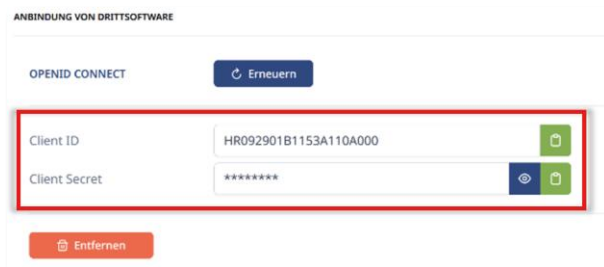 ANBINDUNG VON DRITTSOFTWARE
OPENID CONNECT Erneuern
Client ID HR092901B1153A110A000
Client Secret ********
Entfernen